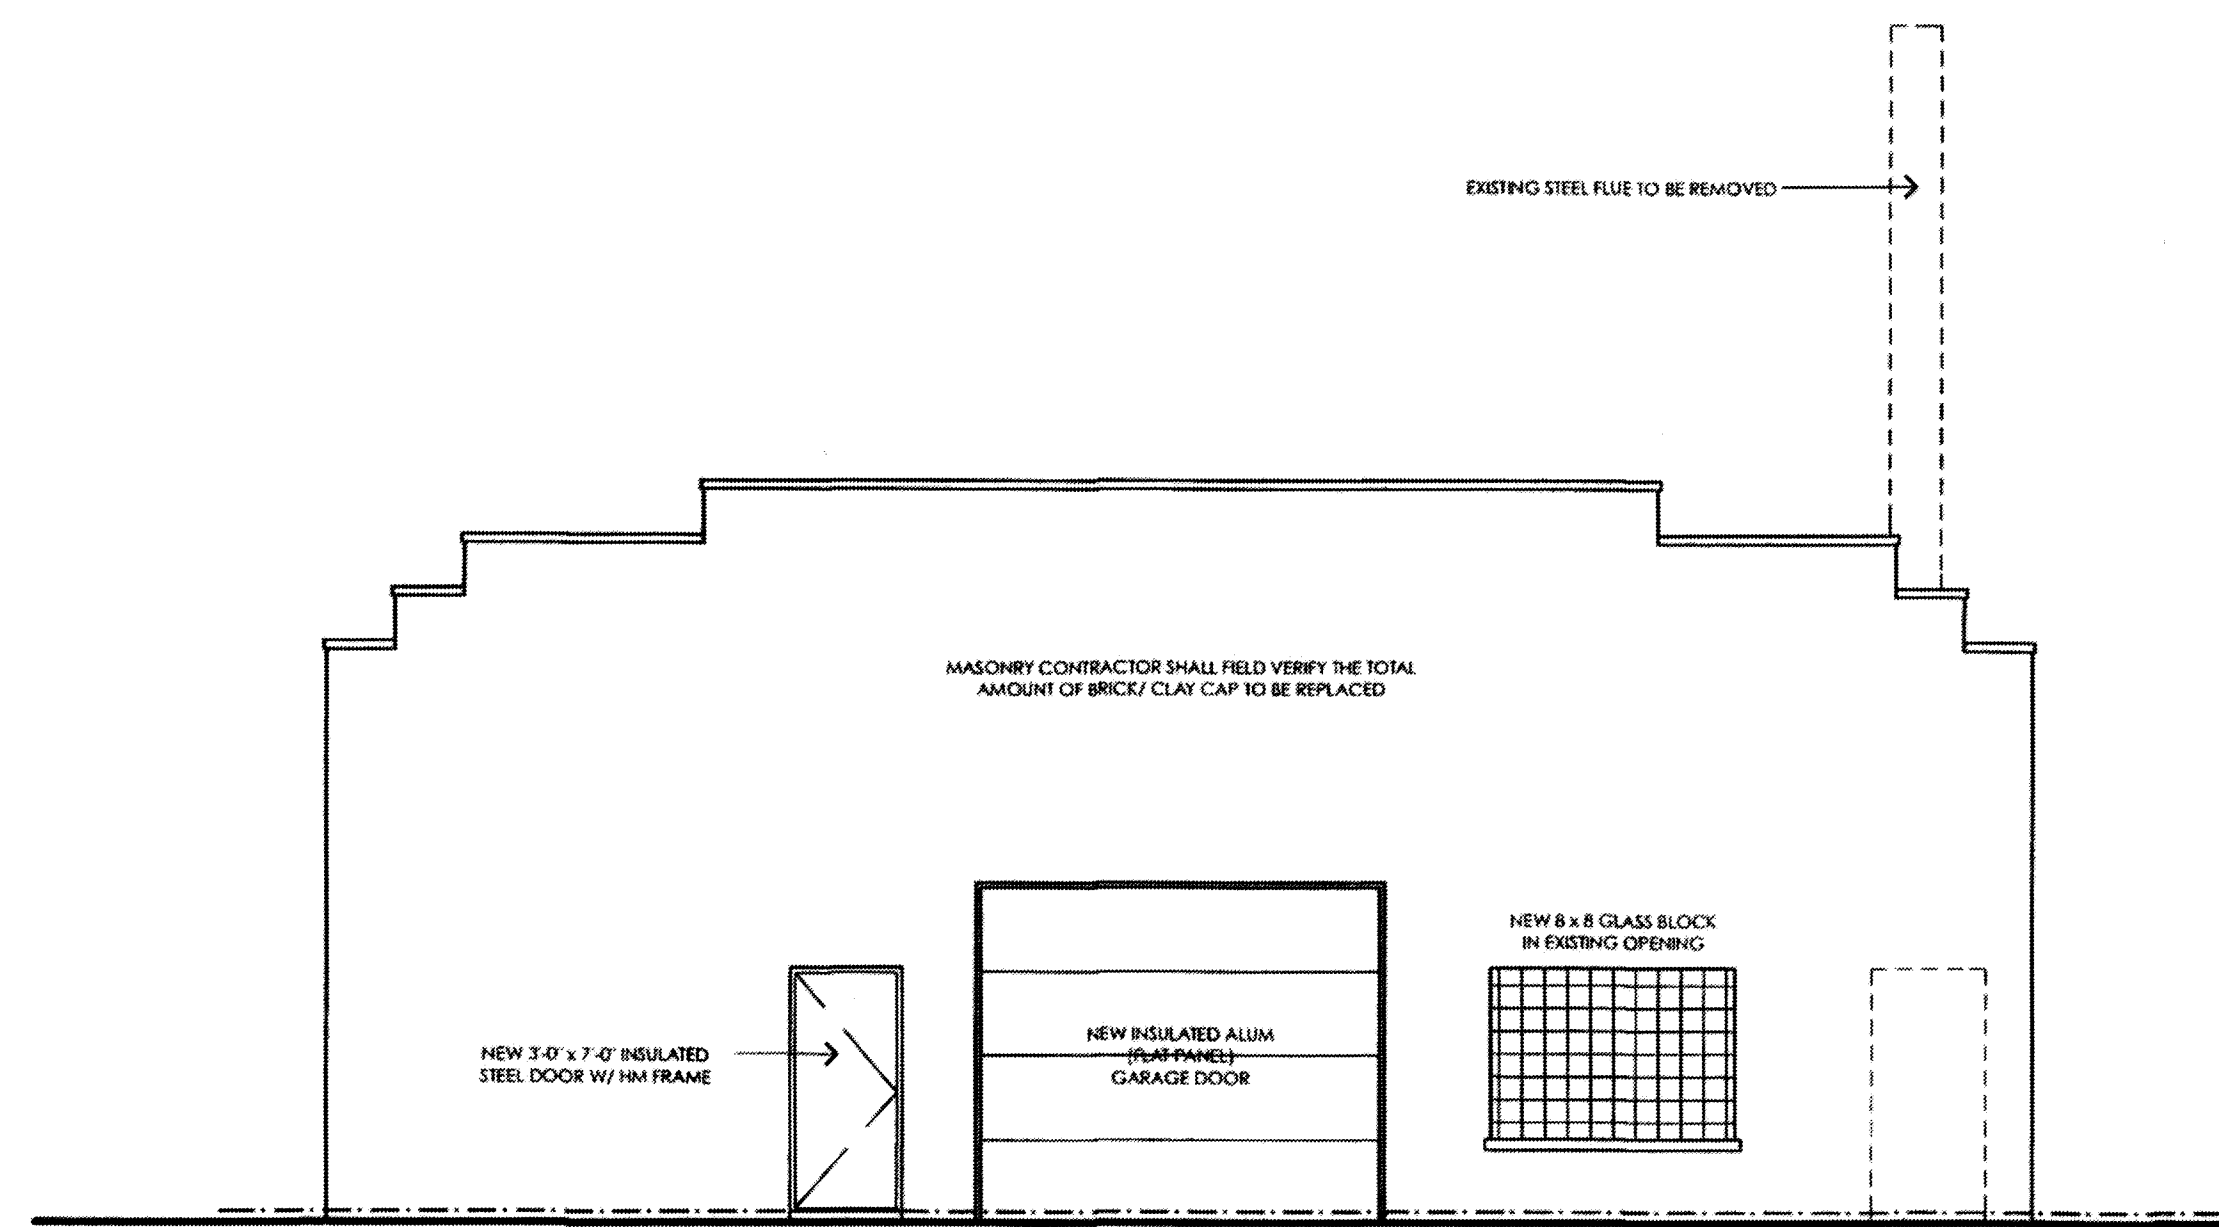 EXISTING STEEL FLUE TO BE REMOVED
MASONRY CONTRACTOR SHALL FIELD VERIFY THE TOTAL
AMOUNT OF BRICK/ CLAY CAP TO BE REPLACED
NEW 8 x 8 GLASS BLOCK
IN EXISTING OPENING
NEW 3'-0" x 7'-0" INSULATED
STEEL DOOR W/ HM FRAME
NEW INSULATED ALUM
(FLAT PANEL)
GARAGE DOOR